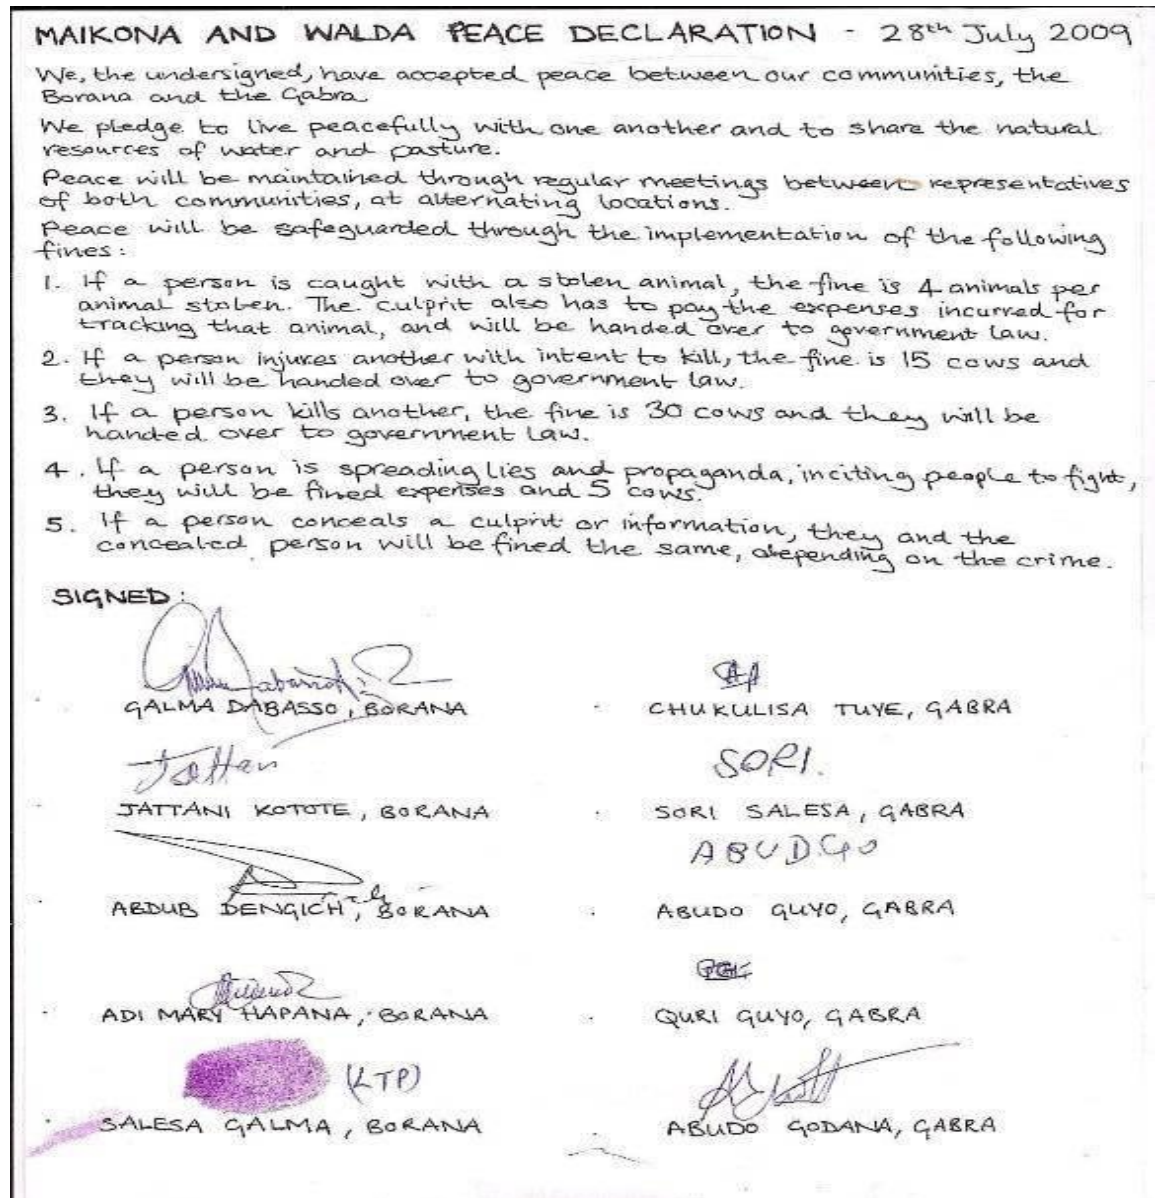 MAIKONA AND WALDA PEACE DECLARATION - 28th July 2009
We, the undersigned, have accepted peace between our communities, the
Borana and the Gabra.
We pledge to live peacefully with one another and to share the natural
resources of water and pasture.
Peace will be maintained through regular meetings between representatives
of both communities, at alternating locations.
Peace will be safeguarded through the implementation of the following
fines:
1. If a person is caught with a stolen animal, the fine is 4 animals per
animal stolen. The culprit also has to pay the expenses incurred for
tracking that animal, and will be handed over to government law.
2. If a person injures another with intent to kill, the fine is 15 cows and
they will be handed over to government law.
3. If a person kills another, the fine is 30 cows and they will be
handed over to government law.
4. If a person is spreading lies and propaganda, inciting people to fight,
they will be fined expenses and 5 cows.
5. If a person conceals a culprit or information, they and the
concealed person will be fined the same, depending on the crime.
SIGNED:
GALMA DABASSO, BORANA
CHUKULISA TUYE, GABRA
Jattani
SORI.
JATTANI KOTOTE, BORANA
SORI SALESA, GABRA
ABUDGO
ABDUB DENGICH, BORANA
ABUDO GUYO, GABRA
ADI MARY HAPANA, BORANA
QURI GUYO, GABRA
(LTP)
SALESA GALMA, BORANA
ABUDO GODANA, GABRA